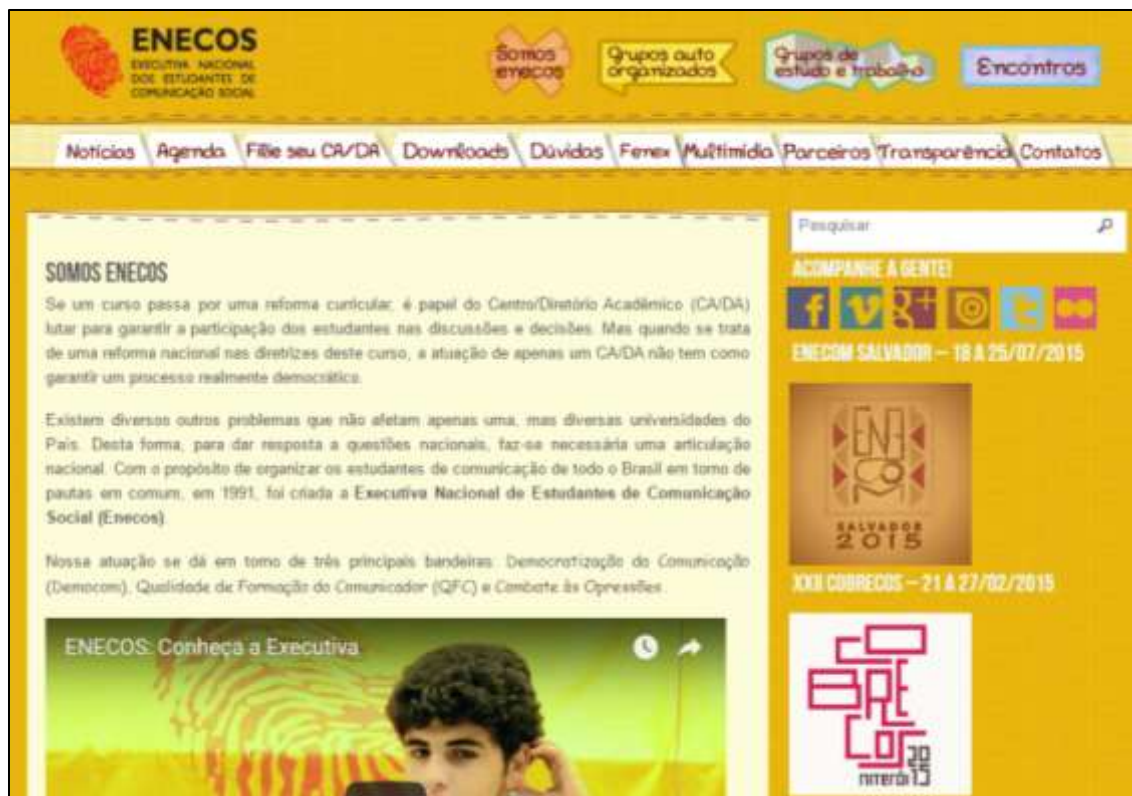 ENECOS
EXECUTIVA NACIONAL
DOS ESTUDANTES DE
COMUNICAÇÃO SOCIAL
Somos
enecos
Grupos auto
organizados
Grupos de
estudo e trabalho
Encontros
Notícias Agenda Filie seu CA/DA Downloads Dúvidas Fenex Multimídia Parceiros Transparência Contatos
Pesquisar
SOMOS ENECOS
Se um curso passa por uma reforma curricular, é papel do Centro/Diretório Acadêmico (CA/DA)
lutar para garantir a participação dos estudantes nas discussões e decisões. Mas quando se trata
de uma reforma nacional nas diretrizes deste curso, a atuação de apenas um CA/DA não tem como
garantir um processo realmente democrático.
Existem diversos outros problemas que não afetam apenas uma, mas diversas universidades do
País. Desta forma, para dar resposta a questões nacionais, faz-se necessária uma articulação
nacional. Com o propósito de organizar os estudantes de comunicação de todo o Brasil em torno de
pautas em comum, em 1991, foi criada a Executiva Nacional de Estudantes de Comunicação
Social (Enecos).
Nossa atuação se dá em torno de três principais bandeiras: Democratização da Comunicação
(Democom), Qualidade de Formação do Comunicador (QFC) e Combate às Opressões.
ENECOS: Conheça a Executiva
ACOMPANHE A GENTE!
ENECOM SALVADOR – 18 A 25/07/2015
ENE
COM
SALVADOR
2015
XXII COBRECOS – 21 A 27/02/2015
CO
BRE
COS
2015
niterói